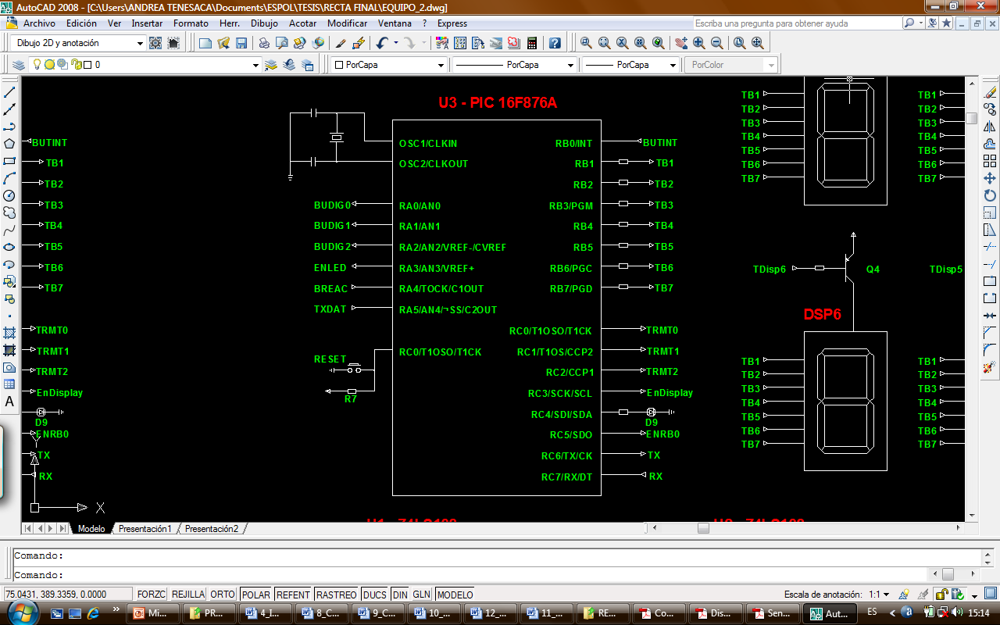 AutoCAD 2008 - [C:\Users\ANDREA TENESACA\Documents\ESPOL\TESIS\RECTA FINAL\EQUIPO_2.dwg]
Archivo Edición Ver Insertar Formato Herr. Dibujo Acotar Modificar Ventana ? Express
Escriba una pregunta para obtener ayuda
Dibujo 2D y anotación
0
PorCapa
PorCapa
PorCapa
PorColor
BUTINT
TB1
TB2
TB3
TB4
TB5
TB6
TB7
TRMT0
TRMT1
TRMT2
EnDisplay
D9
ENRB0
TX
RX
Y
X
U3 - PIC 16F876A
OSC1/CLKIN
OSC2/CLKOUT
BUDIG0 RA0/AN0
BUDIG1 RA1/AN1
BUDIG2 RA2/AN2/VREF-/CVREF
ENLED RA3/AN3/VREF+
BREAC RA4/TOCK/C1OUT
TXDAT RA5/AN4/¬SS/C2OUT
RC0/T1OSO/T1CK
RESET
R7
RB0/INT BUTINT
RB1 TB1
RB2 TB2
RB3/PGM TB3
RB4 TB4
RB5 TB5
RB6/PGC TB6
RB7/PGD TB7
RC0/T1OSO/T1CK TRMT0
RC1/T1OS/CCP2 TRMT1
RC2/CCP1 TRMT2
RC3/SCK/SCL EnDisplay
RC4/SDI/SDA
D9
RC5/SDO ENRB0
RC6/TX/CK TX
RC7/RX/DT RX
TB1
TB2
TB3
TB4
TB5
TB6
TB7
TB1
TB2
TB3
TB4
TB5
TB6
TB7
TDisp6 Q4 TDisp5
DSP6
TB1
TB2
TB3
TB4
TB5
TB6
TB7
TB1
TB2
TB3
TB4
TB5
TB6
TB7
Modelo Presentación1 Presentación2
Comando:
Comando:
75.0431, 389.3359, 0.0000 FORZC REJILLA ORTO POLAR REFENT RASTREO DUCS DIN GLN MODELO
Escala de anotación: 1:1
Mi... PR... 4_I... 8_C... 9_C... 10_... 12_... 11_... RE... Co... Dis... Sen... Aut... ES 15:14